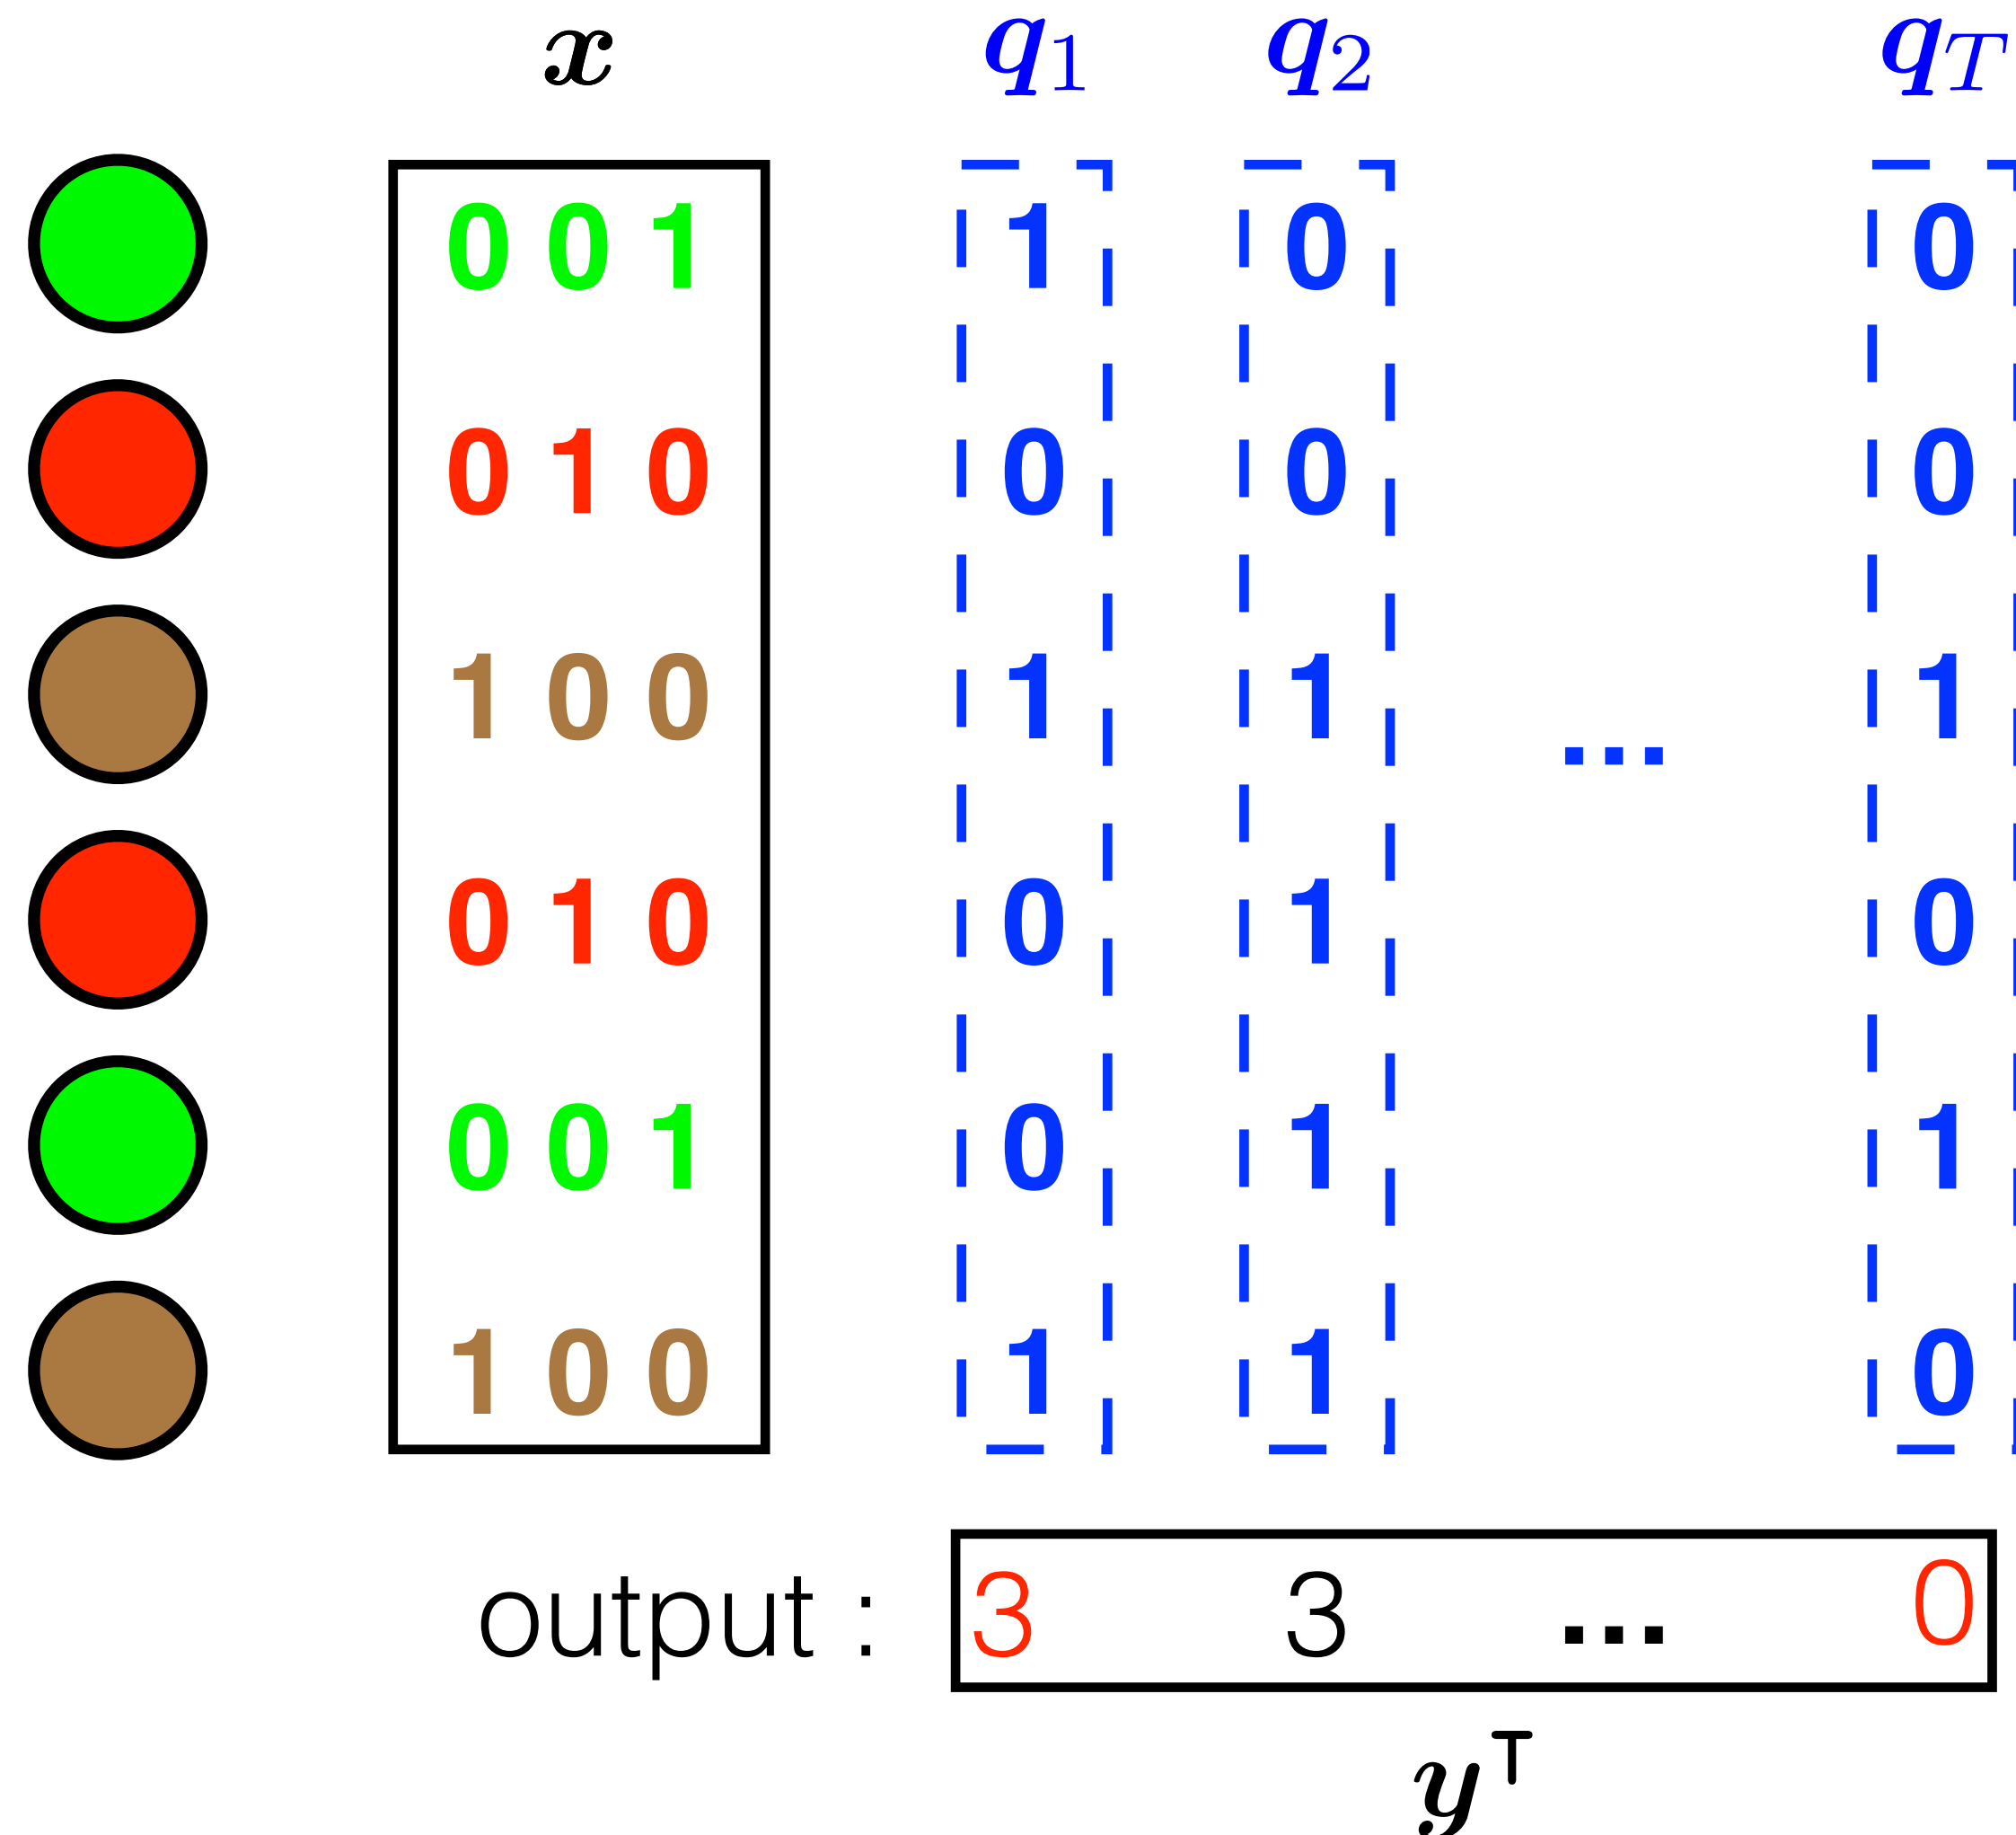 x q₁ q₂ q_T
0 0 1 1 0 0
0 1 0 0 0 0
1 0 0 1 1 ... 1
0 1 0 0 1 0
0 0 1 0 1 1
1 0 0 1 1 0
output : 3 3 ... 0
y⊤